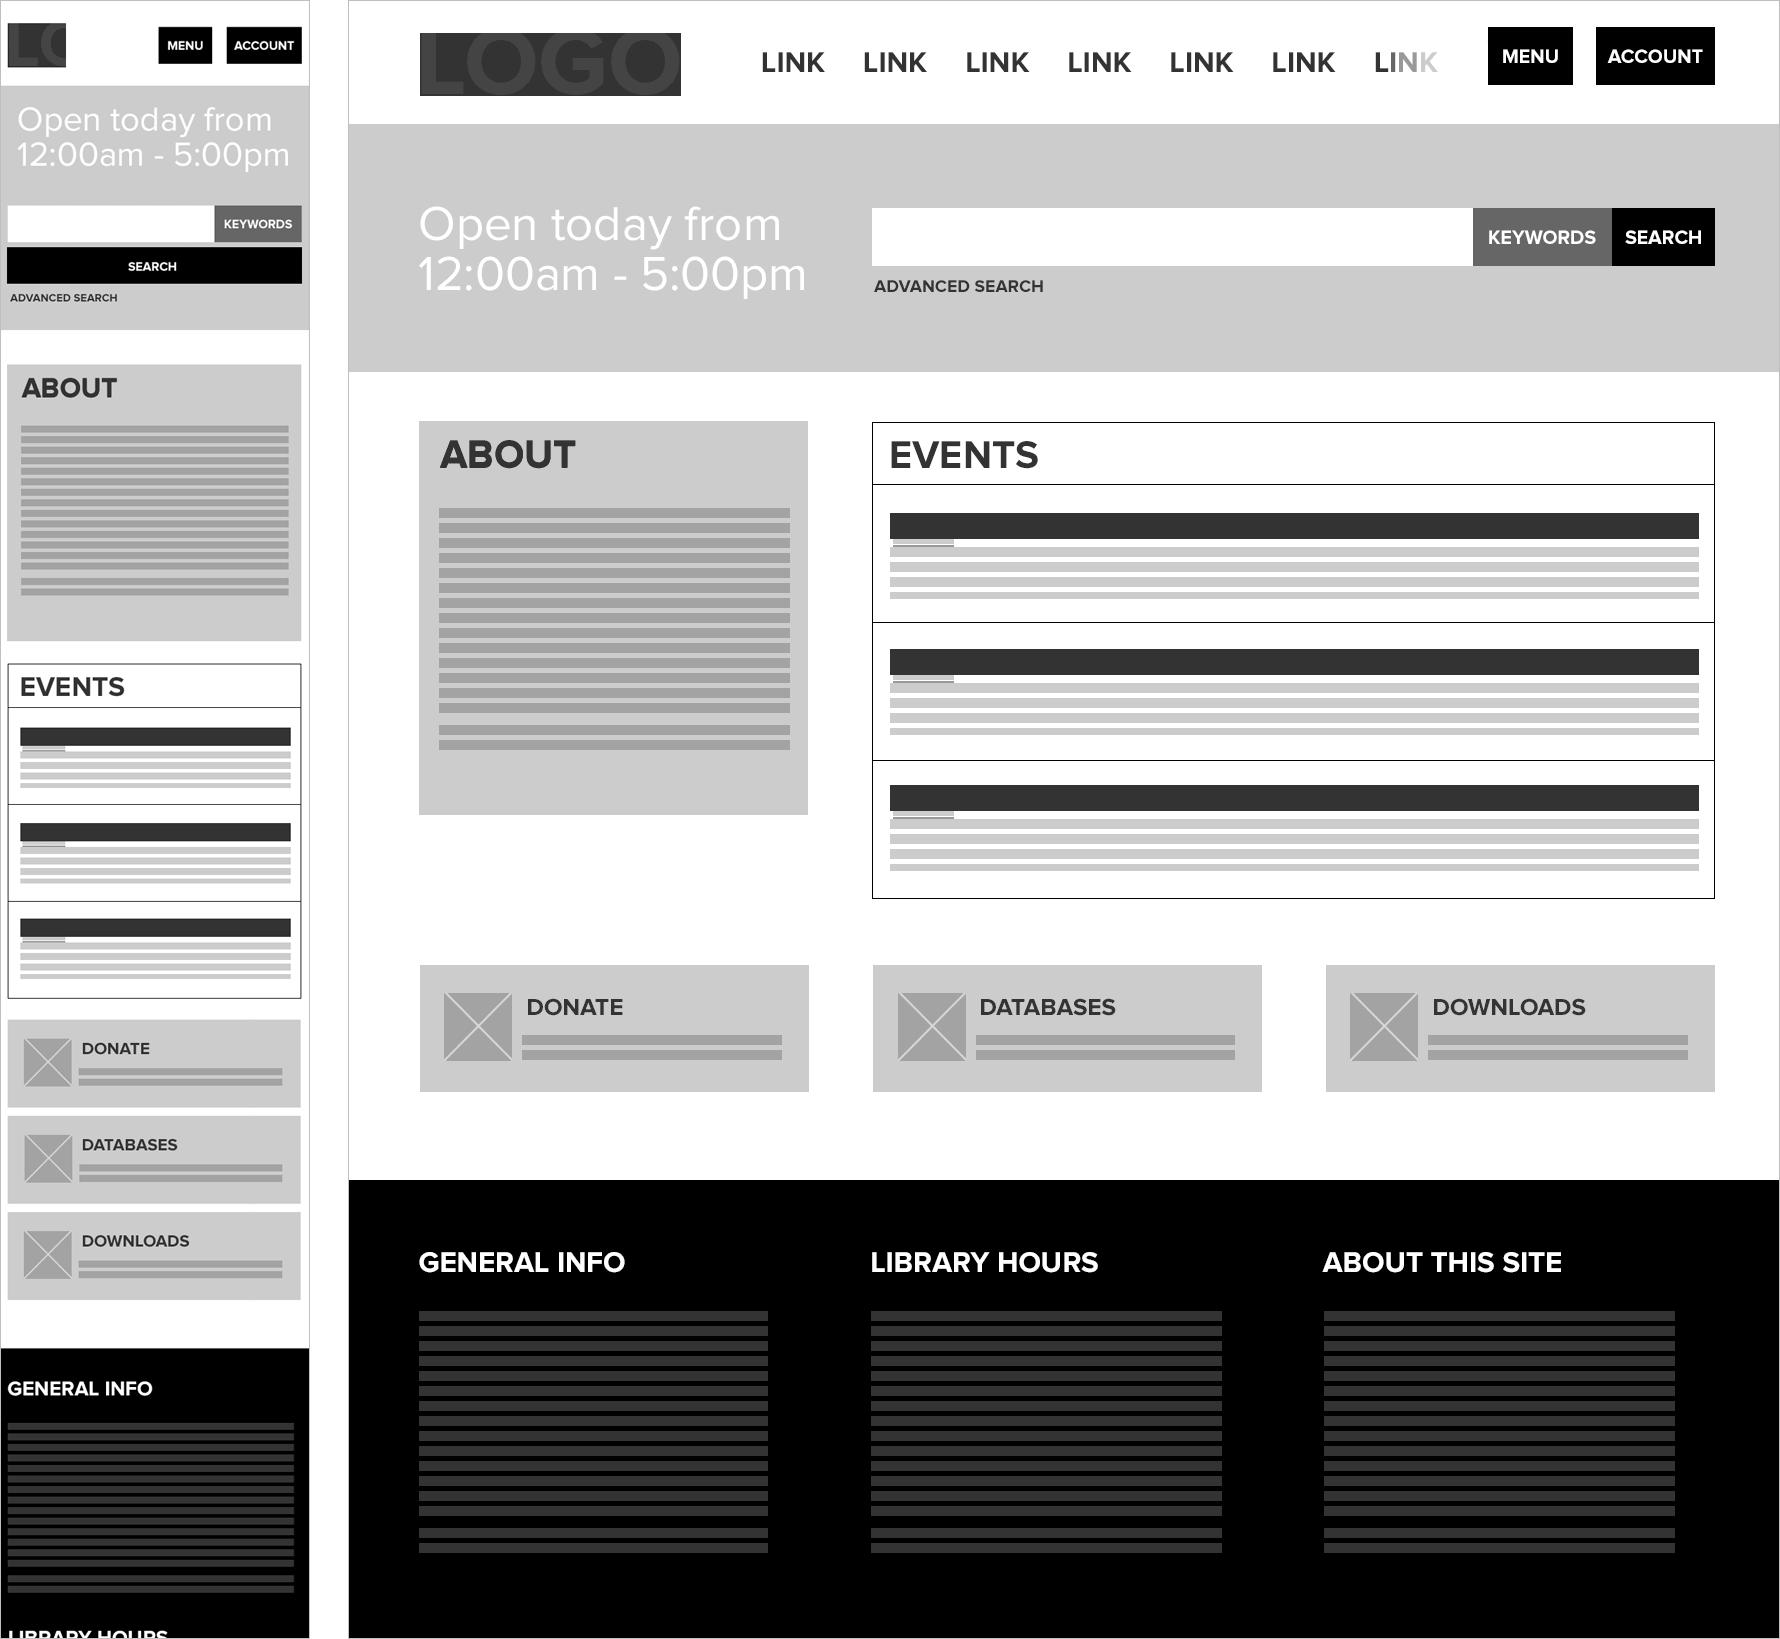 LO
MENU
ACCOUNT
Open today from
12:00am - 5:00pm
KEYWORDS
SEARCH
ADVANCED SEARCH
ABOUT
EVENTS
DONATE
DATABASES
DOWNLOADS
GENERAL INFO
LIBRARY HOURS
LOGO
LINK LINK LINK LINK LINK LINK LINK
MENU
ACCOUNT
Open today from
12:00am - 5:00pm
KEYWORDS
SEARCH
ADVANCED SEARCH
ABOUT
EVENTS
DONATE
DATABASES
DOWNLOADS
GENERAL INFO
LIBRARY HOURS
ABOUT THIS SITE